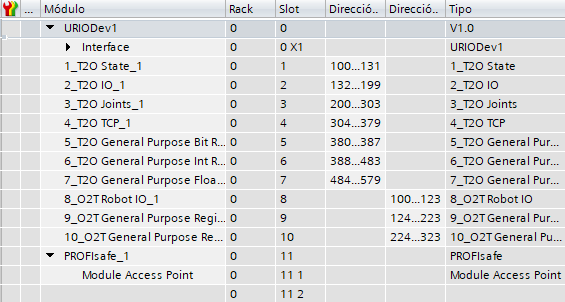 ... Módulo Rack Slot Direcció... Direcció... Tipo
URIODev1 0 0 V1.0
Interface 0 0 X1 URIODev1
1_T2O State_1 0 1 100...131 1_T2O State
2_T2O IO_1 0 2 132...199 2_T2O IO
3_T2O Joints_1 0 3 200...303 3_T2O Joints
4_T2O TCP_1 0 4 304...379 4_T2O TCP
5_T2O General Purpose Bit R... 0 5 380...387 5_T2O General Pur...
6_T2O General Purpose Int R... 0 6 388...483 6_T2O General Pur...
7_T2O General Purpose Floa... 0 7 484...579 7_T2O General Pur...
8_O2T Robot IO_1 0 8 100...123 8_O2T Robot IO
9_O2T General Purpose Regi... 0 9 124...223 9_O2T General Pur...
10_O2T General Purpose Re... 0 10 224...323 10_O2T General Pu...
PROFIsafe_1 0 11 PROFIsafe
Module Access Point 0 11 1 Module Access Point
0 11 2